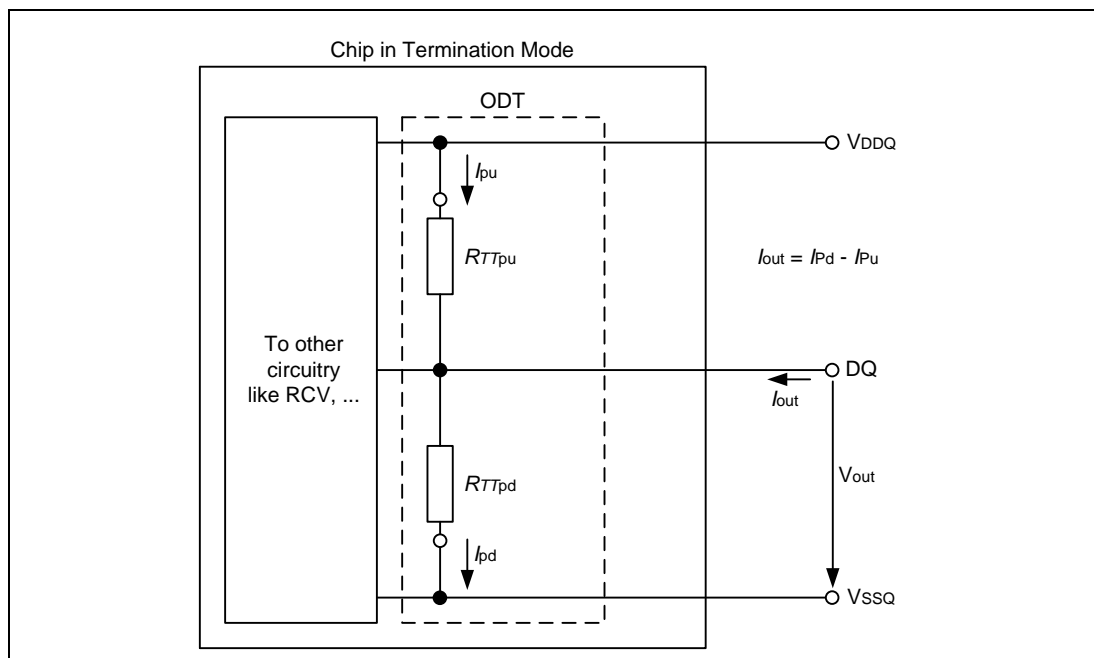 Chip in Termination Mode
ODT
VDDQ
Ipu
RTTpu
Iout = IPd - IPu
To other
circuitry
like RCV, ...
DQ
Iout
RTTpd
Vout
Ipd
VSSQ